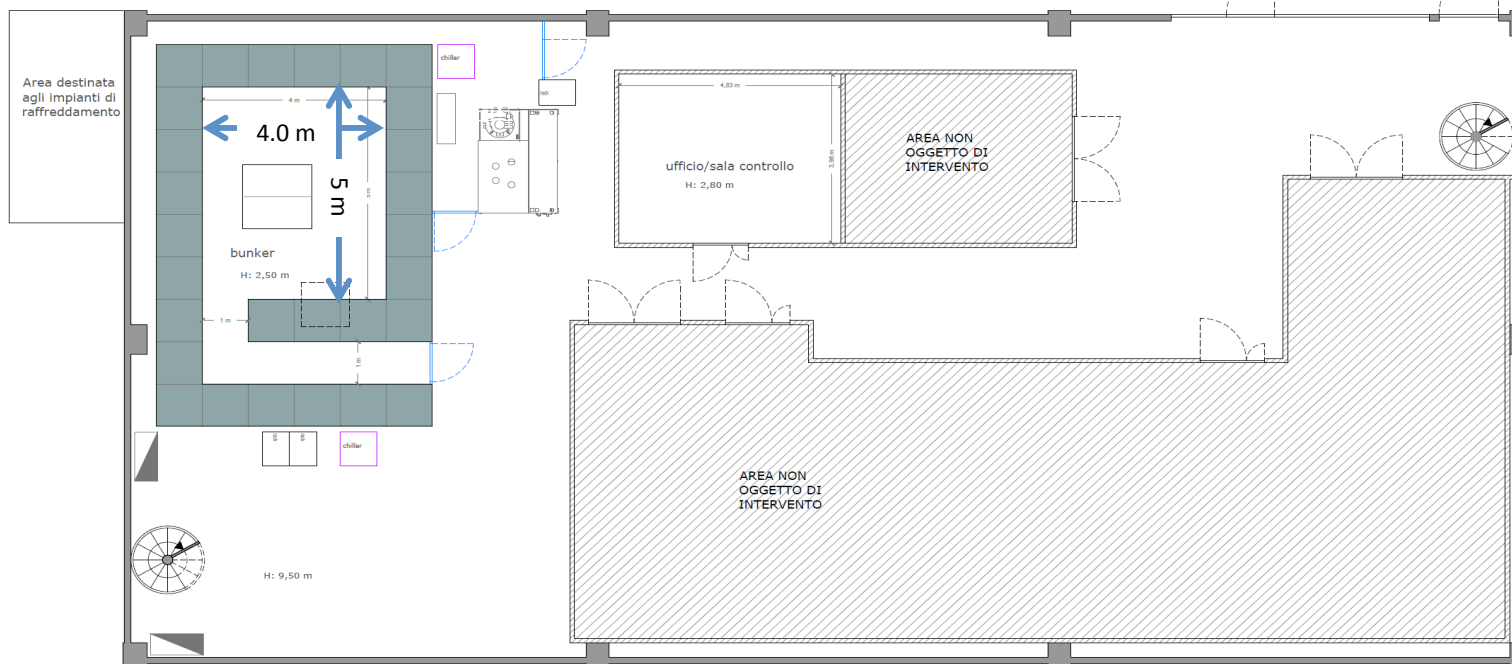 Area destinata
agli impianti di
raffreddamento
chiller
rack
4 m
4.0 m
5 m
bunker
H: 2,50 m
1 m
1 m
4,83 m
3,98 m
ufficio/sala controllo
H: 2,80 m
AREA NON
OGGETTO DI
INTERVENTO
chiller
AREA NON
OGGETTO DI
INTERVENTO
H: 9,50 m